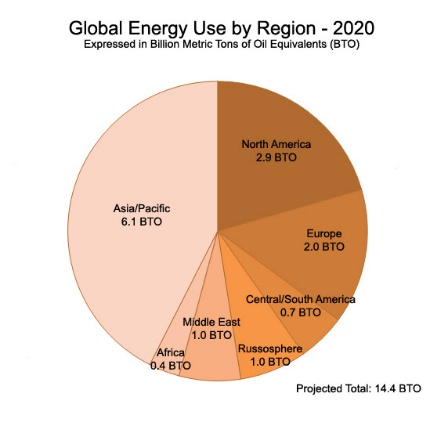 Global Energy Use by Region - 2020
Expressed in Billion Metric Tons of Oil Equivalents (BTO)
North America
2.9 BTO
Asia/Pacific
6.1 BTO
Europe
2.0 BTO
Central/South America
0.7 BTO
Middle East
1.0 BTO
Russosphere
1.0 BTO
Africa
0.4 BTO
Projected Total: 14.4 BTO